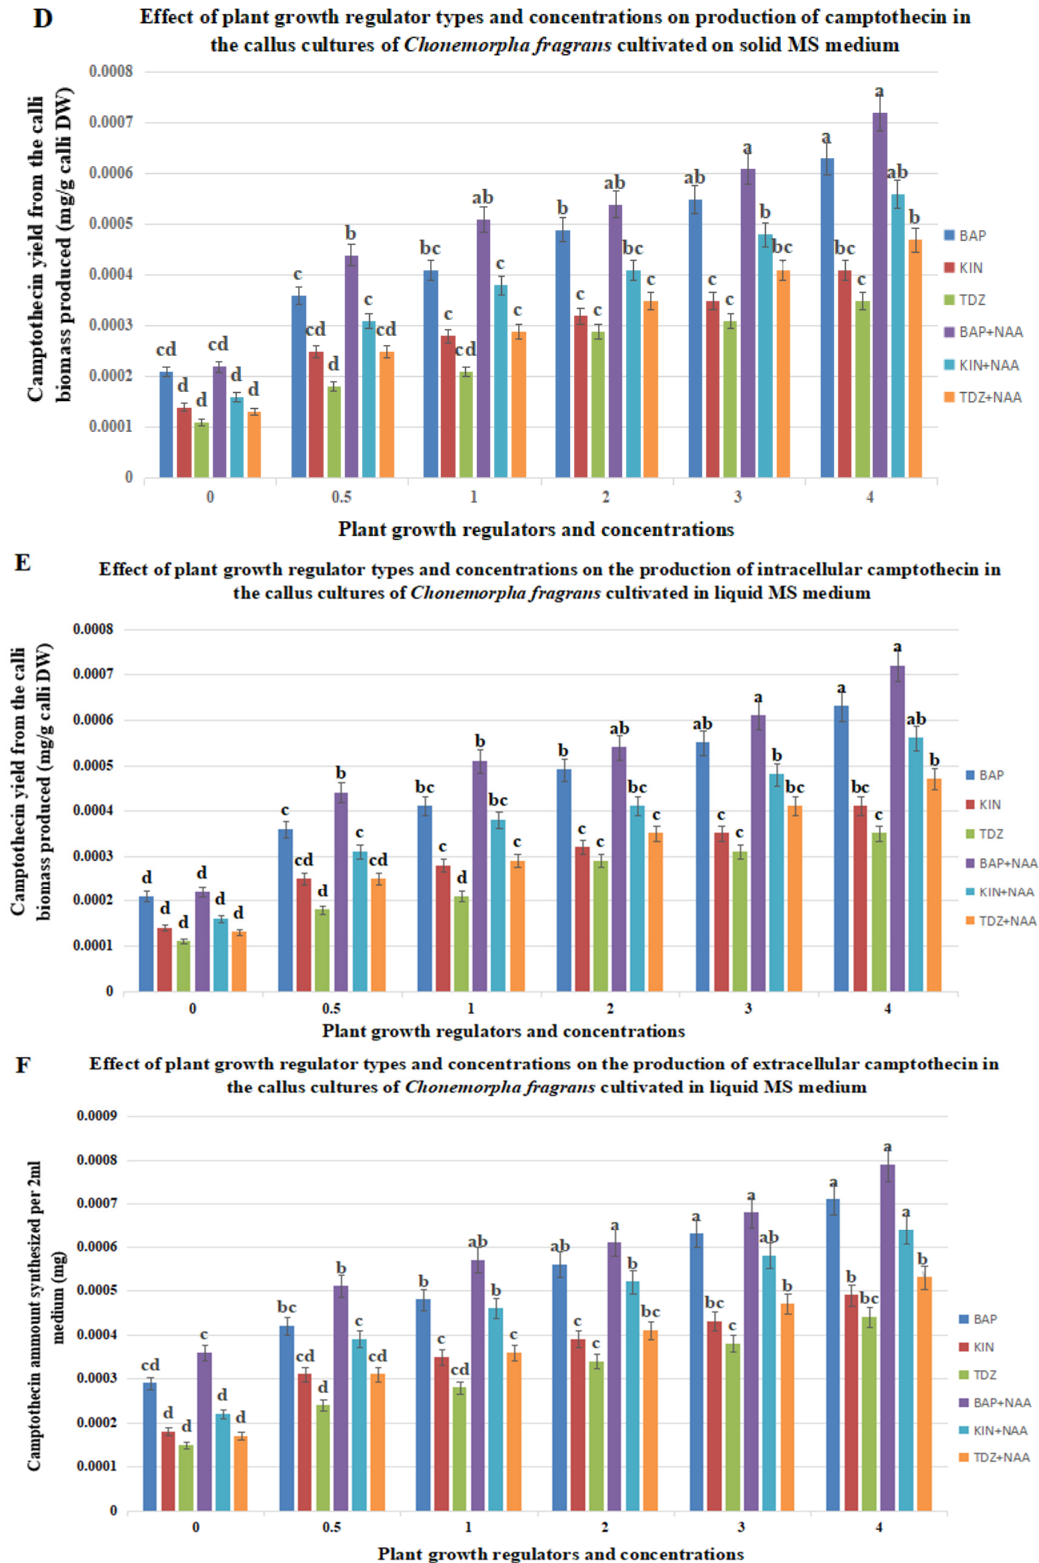 D
Effect of plant growth regulator types and concentrations on production of camptothecin in
the callus cultures of Chonemorpha fragrans cultivated on solid MS medium
Camptothecin yield from the calli
biomass produced (mg/g calli DW)
0.0008
0.0007
0.0006
0.0005
0.0004
0.0003
0.0002
0.0001
0
cd d d cd d d
c cd d b c cd
bc c cd ab c c
b c c ab bc c
ab c c a b bc
a bc c a ab b
0 0.5 1 2 3 4
Plant growth regulators and concentrations
BAP
KIN
TDZ
BAP+NAA
KIN+NAA
TDZ+NAA
E
Effect of plant growth regulator types and concentrations on the production of intracellular camptothecin in
the callus cultures of Chonemorpha fragrans cultivated in liquid MS medium
Camptothecin yield from the calli
biomass produced (mg/g calli DW)
0.0008
0.0007
0.0006
0.0005
0.0004
0.0003
0.0002
0.0001
0
d d d d d d
c cd d b c cd
bc c d b bc c
b c c ab bc c
ab c c a b bc
a bc c a ab b
0 0.5 1 2 3 4
Plant growth regulators and concentrations
BAP
KIN
TDZ
BAP+NAA
KIN+NAA
TDZ+NAA
F
Effect of plant growth regulator types and concentrations on the production of extracellular camptothecin in
the callus cultures of Chonemorpha fragrans cultivated in liquid MS medium
Camptothecin ammount synthesized per 2ml
medium (mg)
0.0009
0.0008
0.0007
0.0006
0.0005
0.0004
0.0003
0.0002
0.0001
0
cd d d c d d
bc cd d b c cd
b c cd ab b c
ab c c a b bc
a bc c a ab b
a b bc a a b
0 0.5 1 2 3 4
Plant growth regulators and concentrations
BAP
KIN
TDZ
BAP+NAA
KIN+NAA
TDZ+NAA